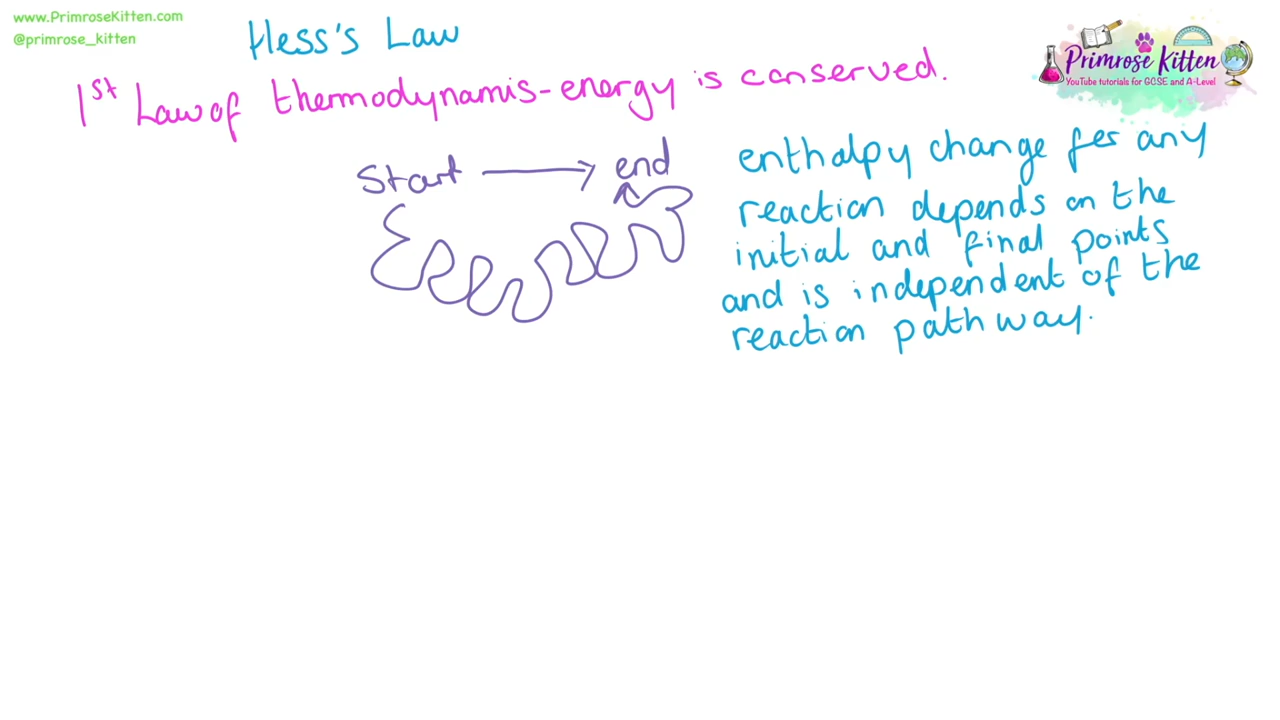 www.PrimroseKitten.com
@primrose_kitten
Hess's Law
Primrose Kitten
YouTube tutorials for GCSE and A-Level
1st Law of thermodynamis - energy is conserved.
Start → end
enthalpy change for any
reaction depends on the
initial and final points
and is independent of the
reaction pathway.